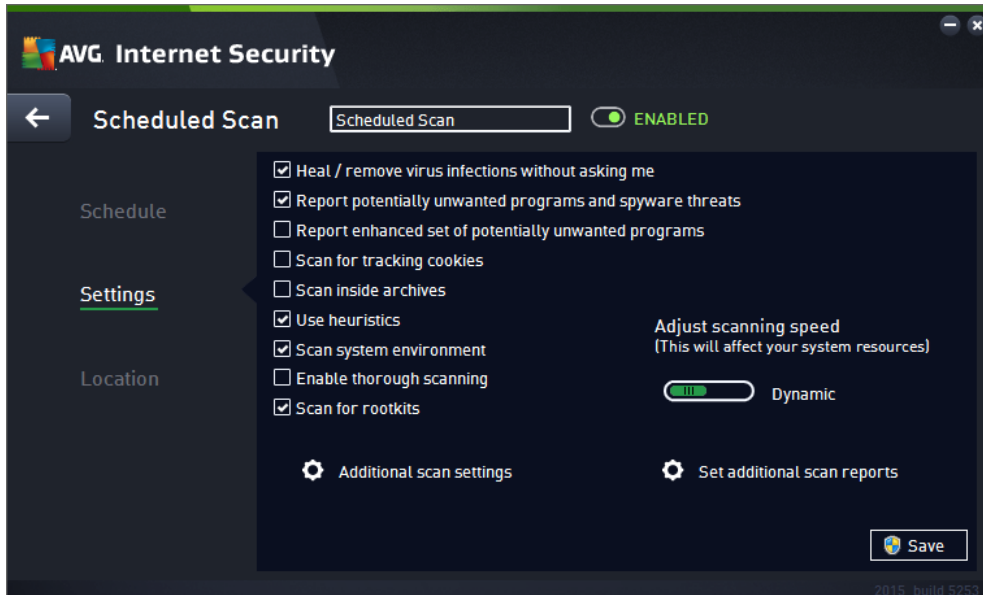 AVG. Internet Security
Scheduled Scan
Scheduled Scan
ENABLED
Schedule
Settings
Location
Heal / remove virus infections without asking me
Report potentially unwanted programs and spyware threats
Report enhanced set of potentially unwanted programs
Scan for tracking cookies
Scan inside archives
Use heuristics
Scan system environment
Enable thorough scanning
Scan for rootkits
Adjust scanning speed
(This will affect your system resources)
Dynamic
Additional scan settings
Set additional scan reports
Save
2015 build 5253